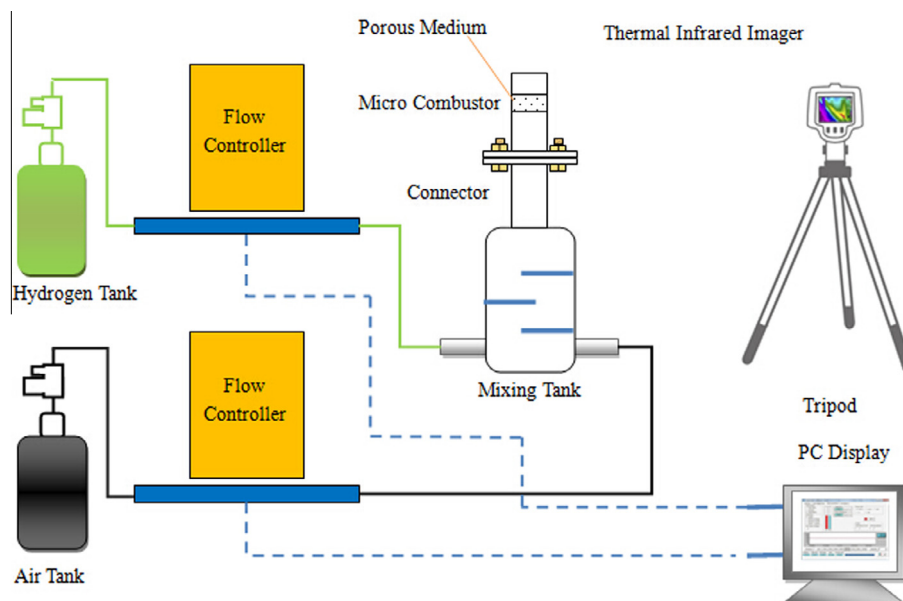 Porous Medium
Thermal Infrared Imager
Micro Combustor
Flow
Controller
Connector
Hydrogen Tank
Mixing Tank
Flow
Controller
Tripod
PC Display
Air Tank